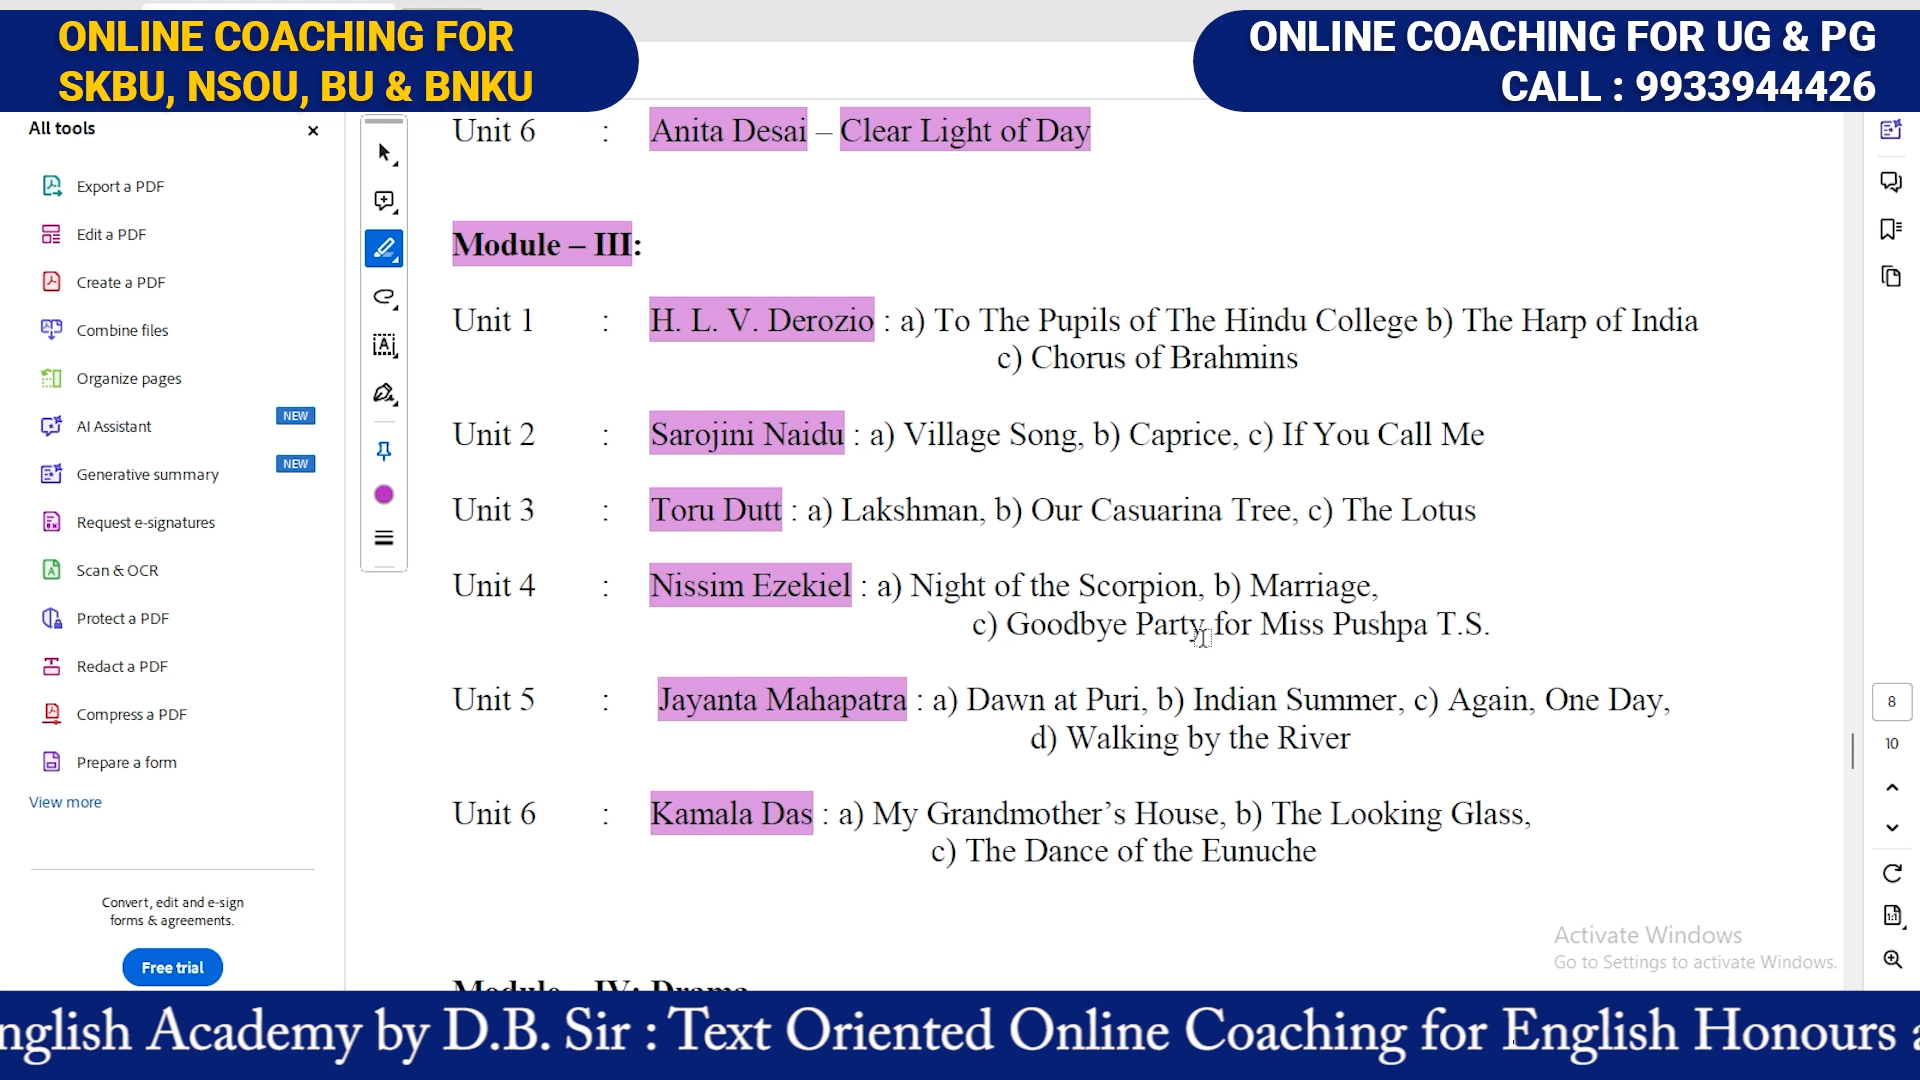 ONLINE COACHING FOR
SKBU, NSOU, BU & BNKU
ONLINE COACHING FOR UG & PG
CALL : 9933944426
All tools
Export a PDF
Edit a PDF
Create a PDF
Combine files
Organize pages
AI Assistant NEW
Generative summary NEW
Request e-signatures
Scan & OCR
Protect a PDF
Redact a PDF
Compress a PDF
Prepare a form
View more
Convert, edit and e-sign
forms & agreements.
Free trial
Unit 6 : Anita Desai – Clear Light of Day
Module – III:
Unit 1 : H. L. V. Derozio : a) To The Pupils of The Hindu College b) The Harp of India
c) Chorus of Brahmins
Unit 2 : Sarojini Naidu : a) Village Song, b) Caprice, c) If You Call Me
Unit 3 : Toru Dutt : a) Lakshman, b) Our Casuarina Tree, c) The Lotus
Unit 4 : Nissim Ezekiel : a) Night of the Scorpion, b) Marriage,
c) Goodbye Party for Miss Pushpa T.S.
Unit 5 : Jayanta Mahapatra : a) Dawn at Puri, b) Indian Summer, c) Again, One Day,
d) Walking by the River
Unit 6 : Kamala Das : a) My Grandmother's House, b) The Looking Glass,
c) The Dance of the Eunuche
Module – IV: Drama
8
10
Activate Windows
Go to Settings to activate Windows.
nglish Academy by D.B. Sir : Text Oriented Online Coaching for English Honours a